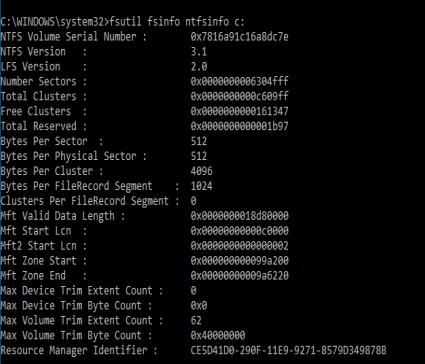 C:\WINDOWS\system32>fsutil fsinfo ntfsinfo c:
NTFS Volume Serial Number :        0x7816a91c16a8dc7e
NTFS Version   :                   3.1
LFS Version    :                   2.0
Number Sectors :                   0x0000000006304fff
Total Clusters :                   0x0000000000c609ff
Free Clusters  :                   0x0000000000161347
Total Reserved :                   0x0000000000001b97
Bytes Per Sector  :                512
Bytes Per Physical Sector :        512
Bytes Per Cluster :                4096
Bytes Per FileRecord Segment    :  1024
Clusters Per FileRecord Segment :  0
Mft Valid Data Length :            0x0000000018d80000
Mft Start Lcn  :                   0x00000000000c0000
Mft2 Start Lcn :                   0x0000000000000002
Mft Zone Start :                   0x000000000099a200
Mft Zone End   :                   0x00000000009a6220
Max Device Trim Extent Count :     0
Max Device Trim Byte Count :       0x0
Max Volume Trim Extent Count :     62
Max Volume Trim Byte Count :       0x40000000
Resource Manager Identifier :     CE5D41D0-290F-11E9-9271-8579D349878B